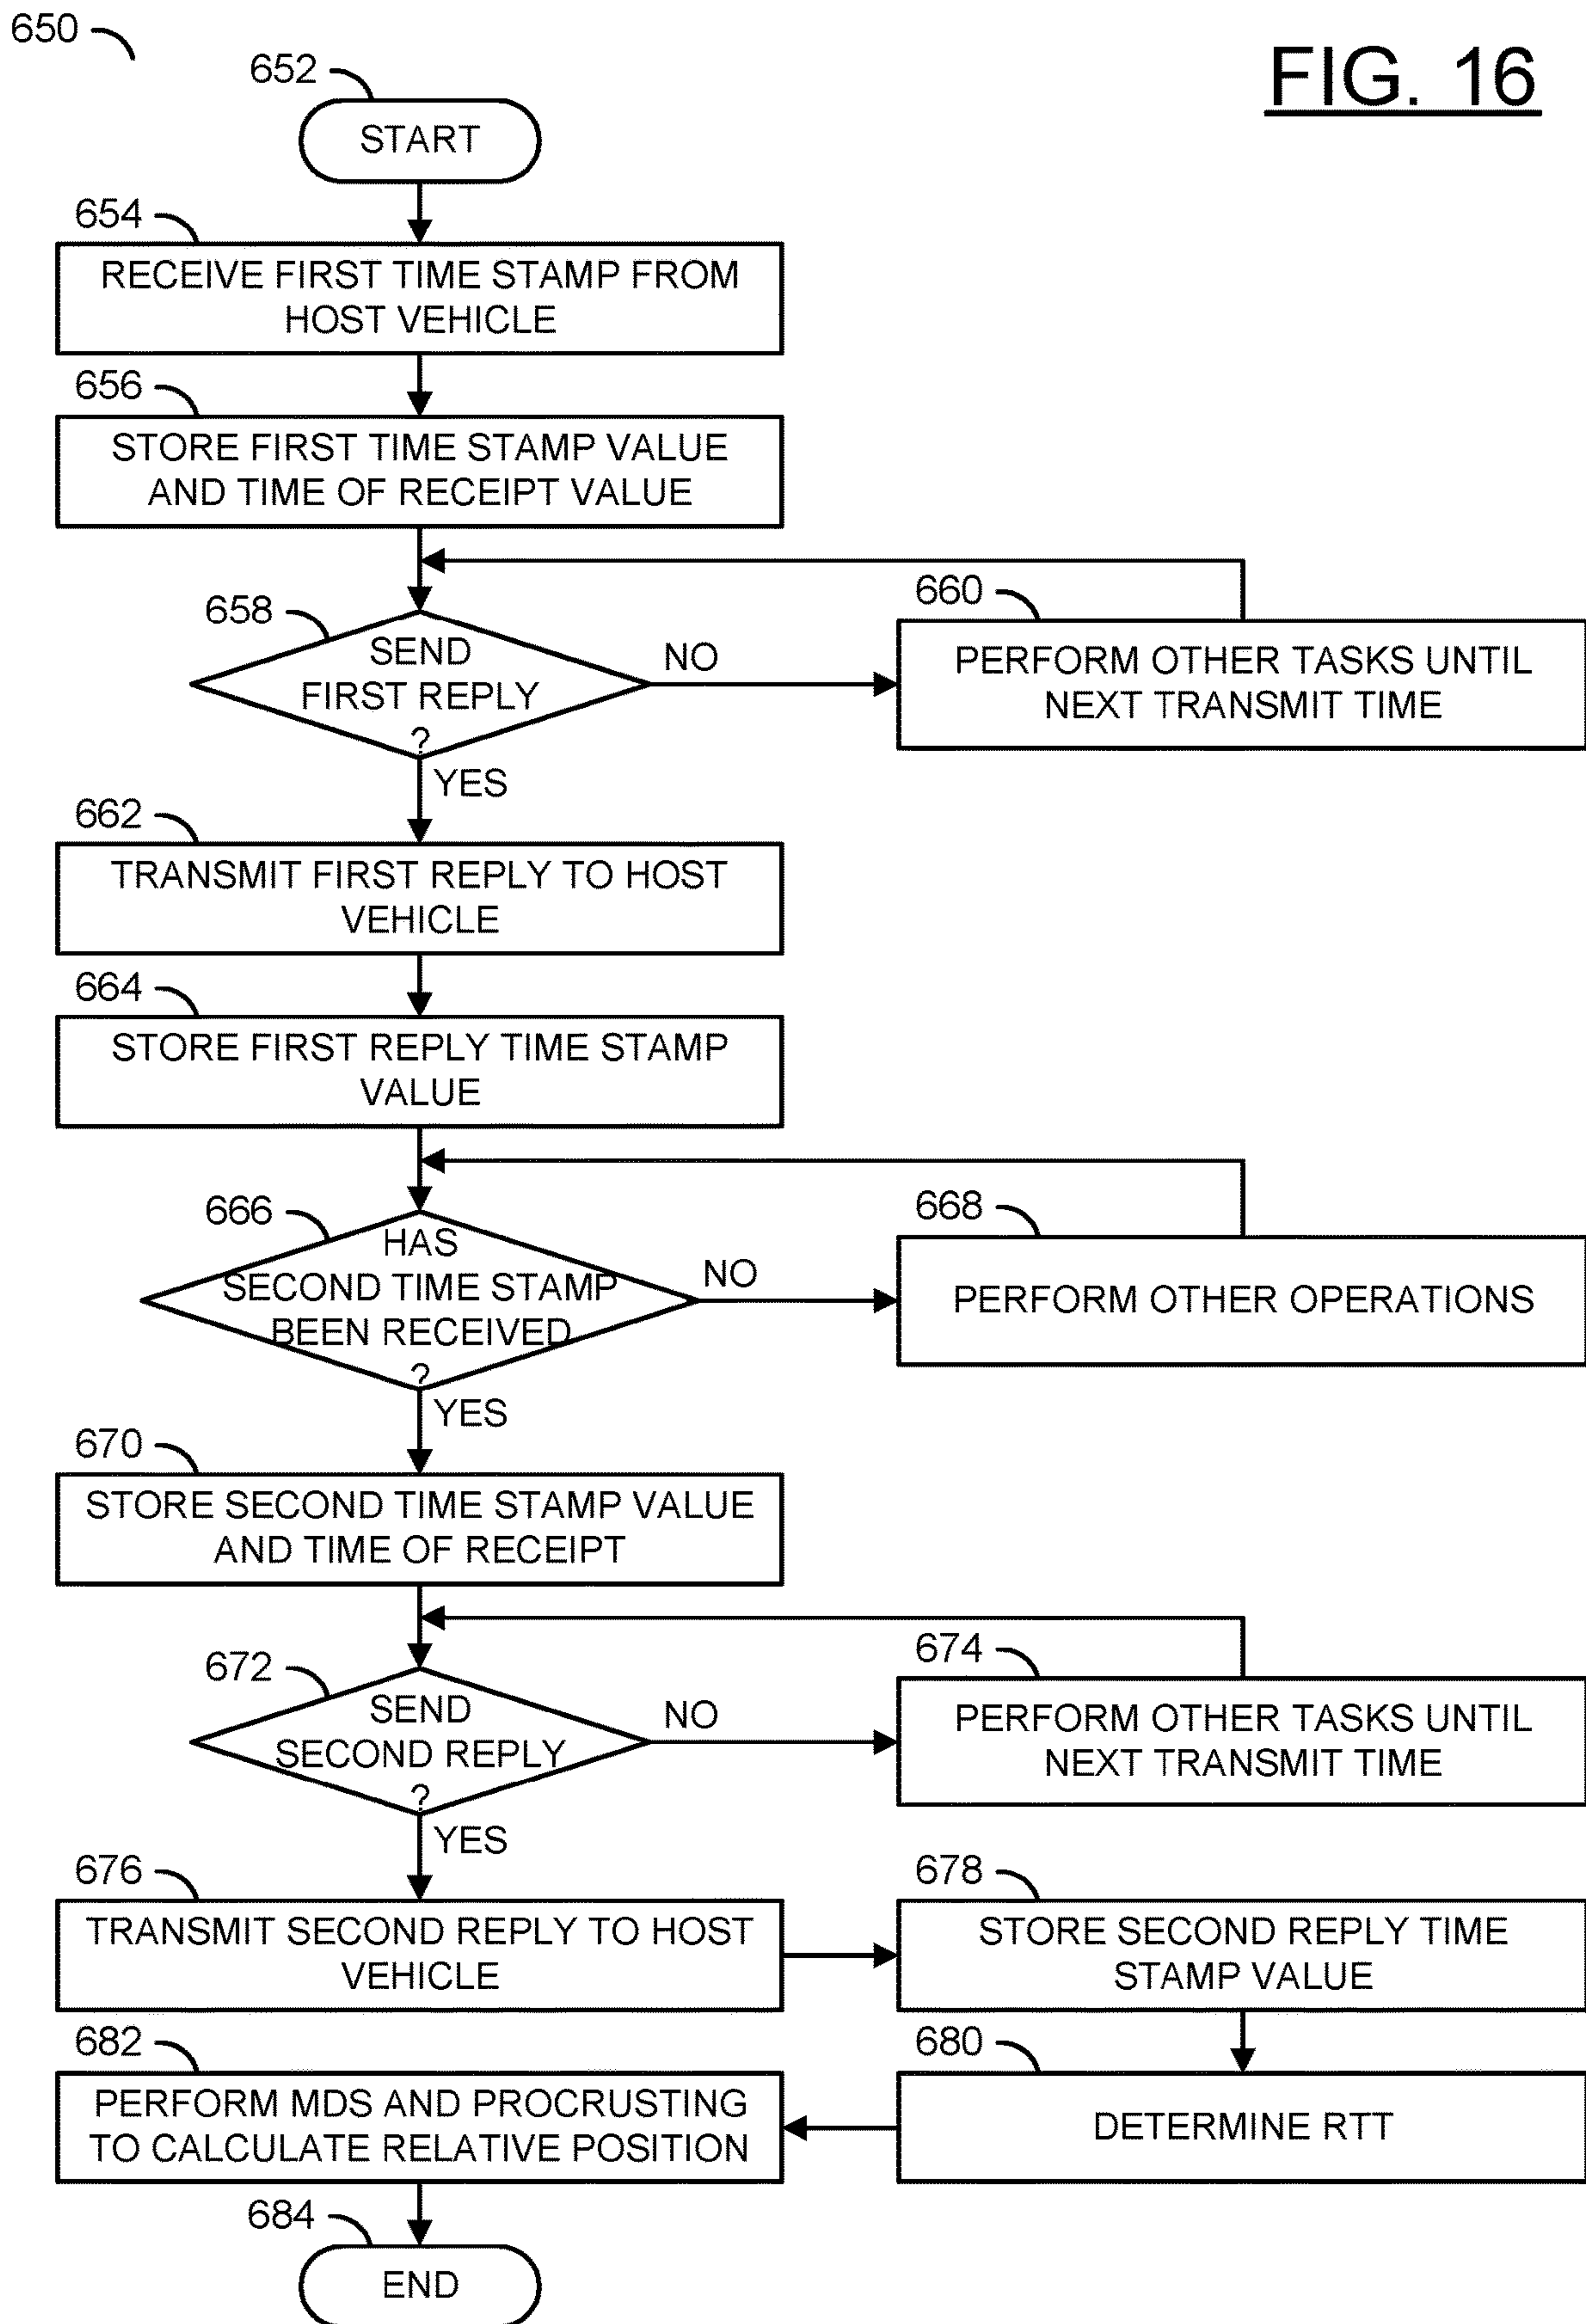 650
FIG. 16
652
START
654
RECEIVE FIRST TIME STAMP FROM
HOST VEHICLE
656
STORE FIRST TIME STAMP VALUE
AND TIME OF RECEIPT VALUE
658
SEND
FIRST REPLY
?
NO
660
PERFORM OTHER TASKS UNTIL
NEXT TRANSMIT TIME
YES
662
TRANSMIT FIRST REPLY TO HOST
VEHICLE
664
STORE FIRST REPLY TIME STAMP
VALUE
666
HAS
SECOND TIME STAMP
BEEN RECEIVED
?
NO
668
PERFORM OTHER OPERATIONS
YES
670
STORE SECOND TIME STAMP VALUE
AND TIME OF RECEIPT
672
SEND
SECOND REPLY
?
NO
674
PERFORM OTHER TASKS UNTIL
NEXT TRANSMIT TIME
YES
676
TRANSMIT SECOND REPLY TO HOST
VEHICLE
678
STORE SECOND REPLY TIME
STAMP VALUE
680
DETERMINE RTT
682
PERFORM MDS AND PROCRUSTING
TO CALCULATE RELATIVE POSITION
684
END